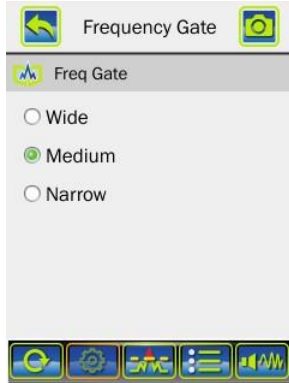 Frequency Gate
Freq Gate
Wide
Medium
Narrow